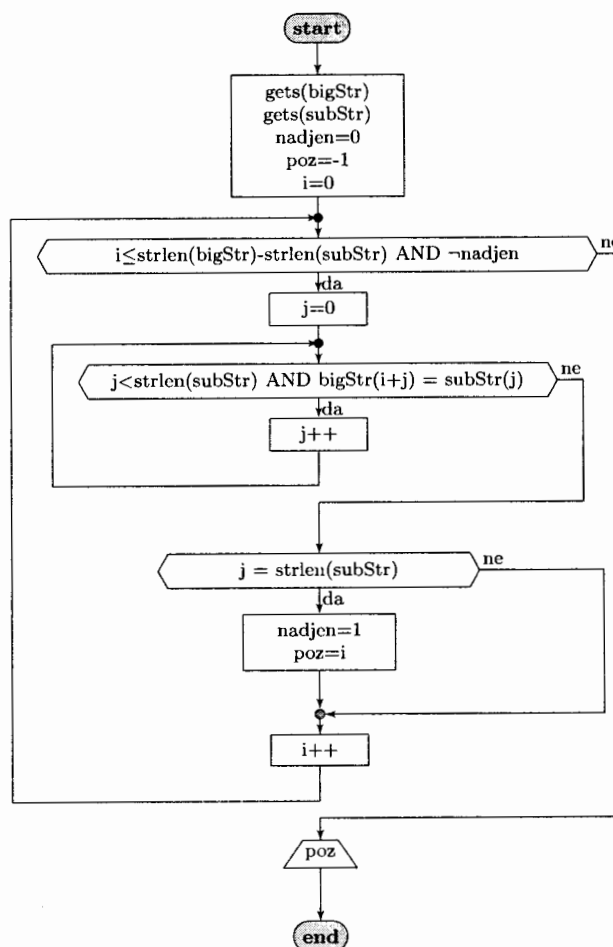 start
gets(bigStr)
gets(subStr)
nadjen=0
poz=-1
i=0
i≤strlen(bigStr)-strlen(subStr) AND ¬nadjen
ne
da
j=0
j<strlen(subStr) AND bigStr(i+j) = subStr(j)
ne
da
j++
j = strlen(subStr)
ne
da
nadjen=1
poz=i
i++
poz
end